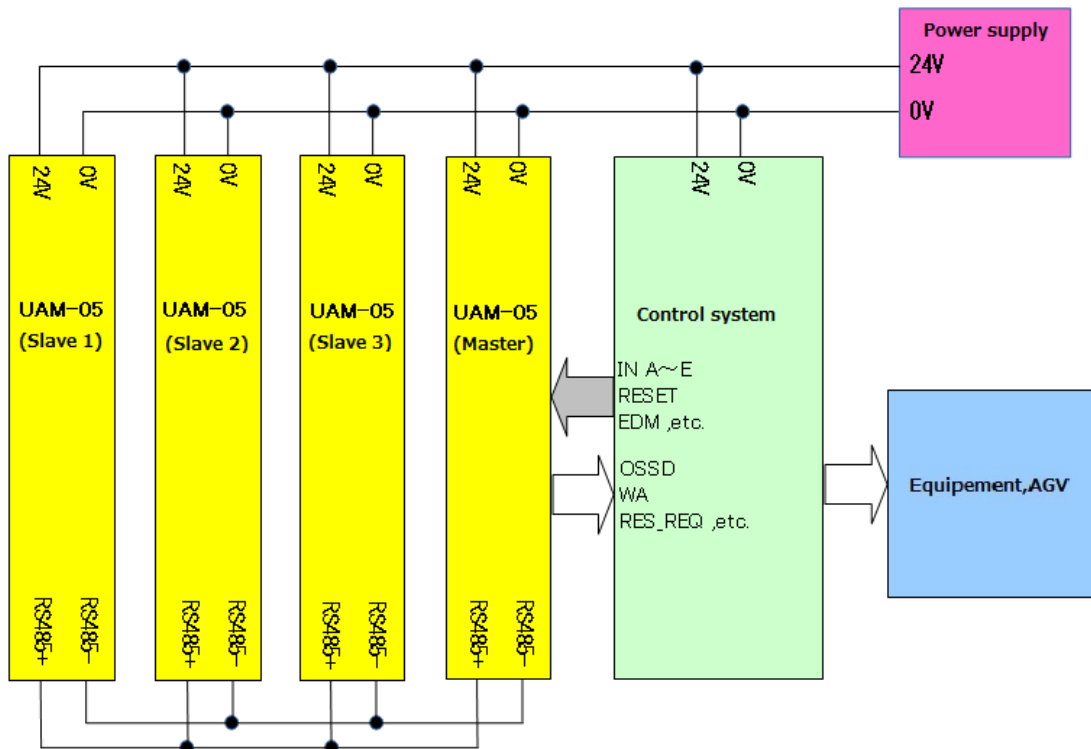 Power supply
24V
0V
24V
0V
24V
0V
24V
0V
24V
0V
24V
0V
UAM-05
(Slave 1)
UAM-05
(Slave 2)
UAM-05
(Slave 3)
UAM-05
(Master)
Control system
IN A～E
RESET
EDM ,etc.
OSSD
WA
RES_REQ ,etc.
Equipement,AGV
RS485+
RS485-
RS485+
RS485-
RS485+
RS485-
RS485+
RS485-